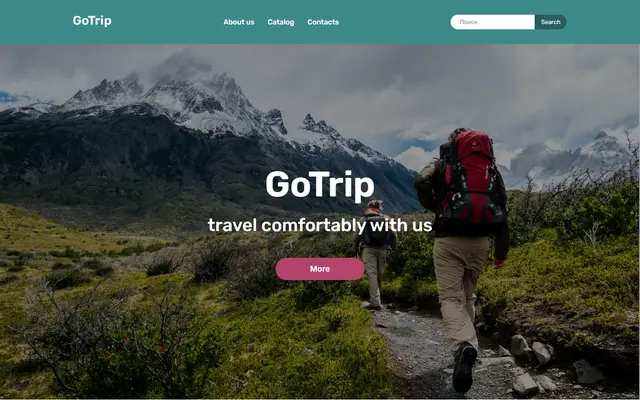 GoTrip
About us
Catalog
Contacts
Поиск
Search
GoTrip
travel comfortably with us
More